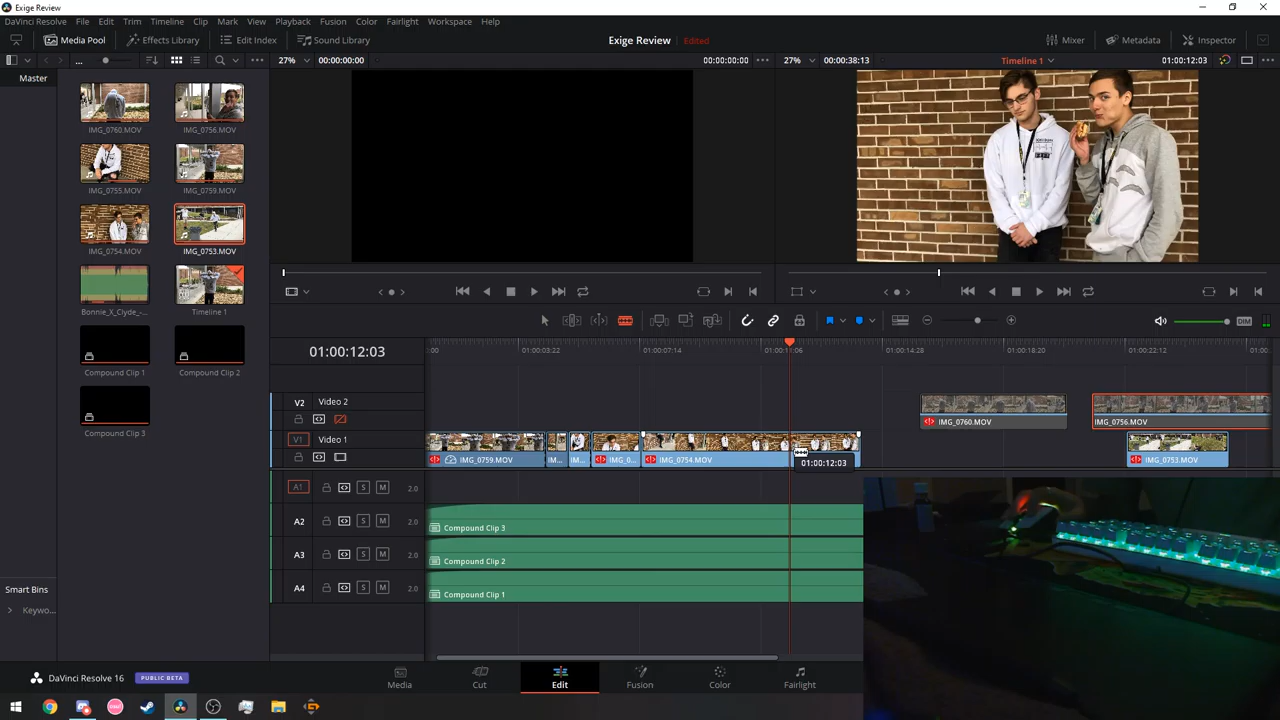 Exige Review
DaVinci Resolve File Edit Trim Timeline Clip Mark View Playback Fusion Color Fairlight Workspace Help
Media Pool Effects Library Edit Index Sound Library Exige Review Edited Mixer Metadata Inspector
... 27% 00:00:00:00 00:00:00:00 27% 00:00:38:13 Timeline 1 01:00:12:03
Master
IMG_0760.MOV IMG_0756.MOV
IMG_0755.MOV IMG_0759.MOV
IMG_0754.MOV IMG_0753.MOV
Bonnie_X_Clyde_-... Timeline 1
Compound Clip 1 Compound Clip 2
Compound Clip 3
DIM
01:00:12:03
:00 01:00:03:22 01:00:07:14 01:00:11:06 01:00:14:28 01:00:18:20 01:00:22:12 01:00:
V2 Video 2
IMG_0760.MOV IMG_0756.MOV
V1 Video 1
IMG_0759.MOV IM... IM... IMG_0... IMG_0754.MOV 01:00:12:03 IMG_0753.MOV
A1 S M 2.0
A2 S M 2.0 Compound Clip 3
A3 S M 2.0 Compound Clip 2
A4 S M 2.0 Compound Clip 1
Smart Bins
Keywo...
DaVinci Resolve 16 PUBLIC BETA
Media Cut Edit Fusion Color Fairlight